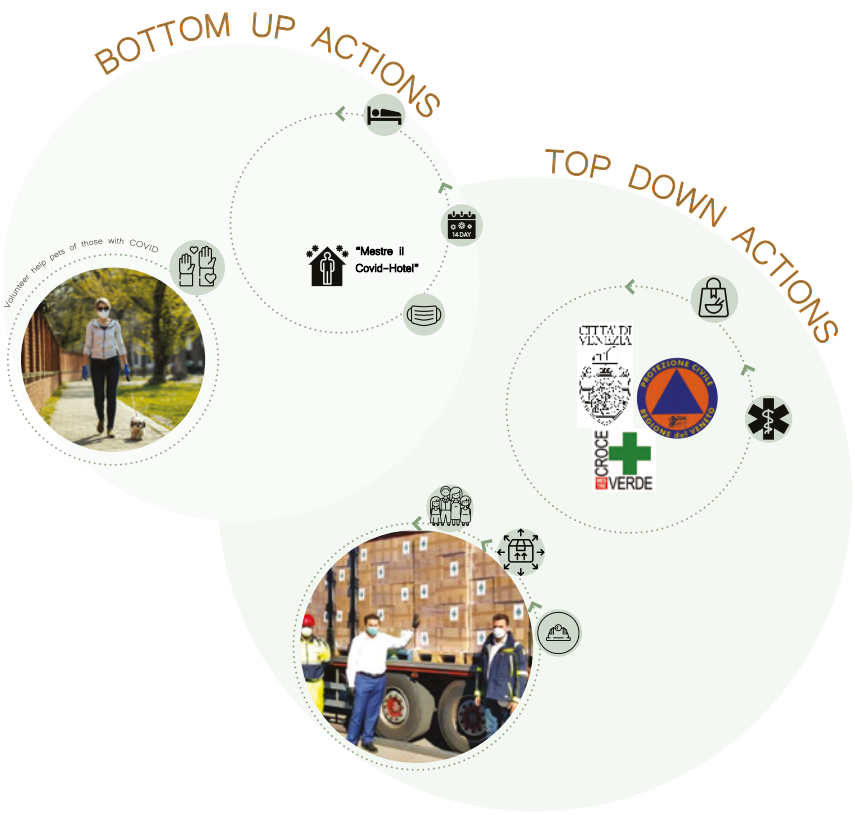 BOTTOM UP ACTIONS
TOP DOWN ACTIONS
Volunteer help pets of those with COVID
14 DAY
"Mestre il
Covid-Hotel"
CITTA' DI
VENEZIA
PROTEZIONE CIVILE
REGIONE del VENETO
CROCE
VERDE